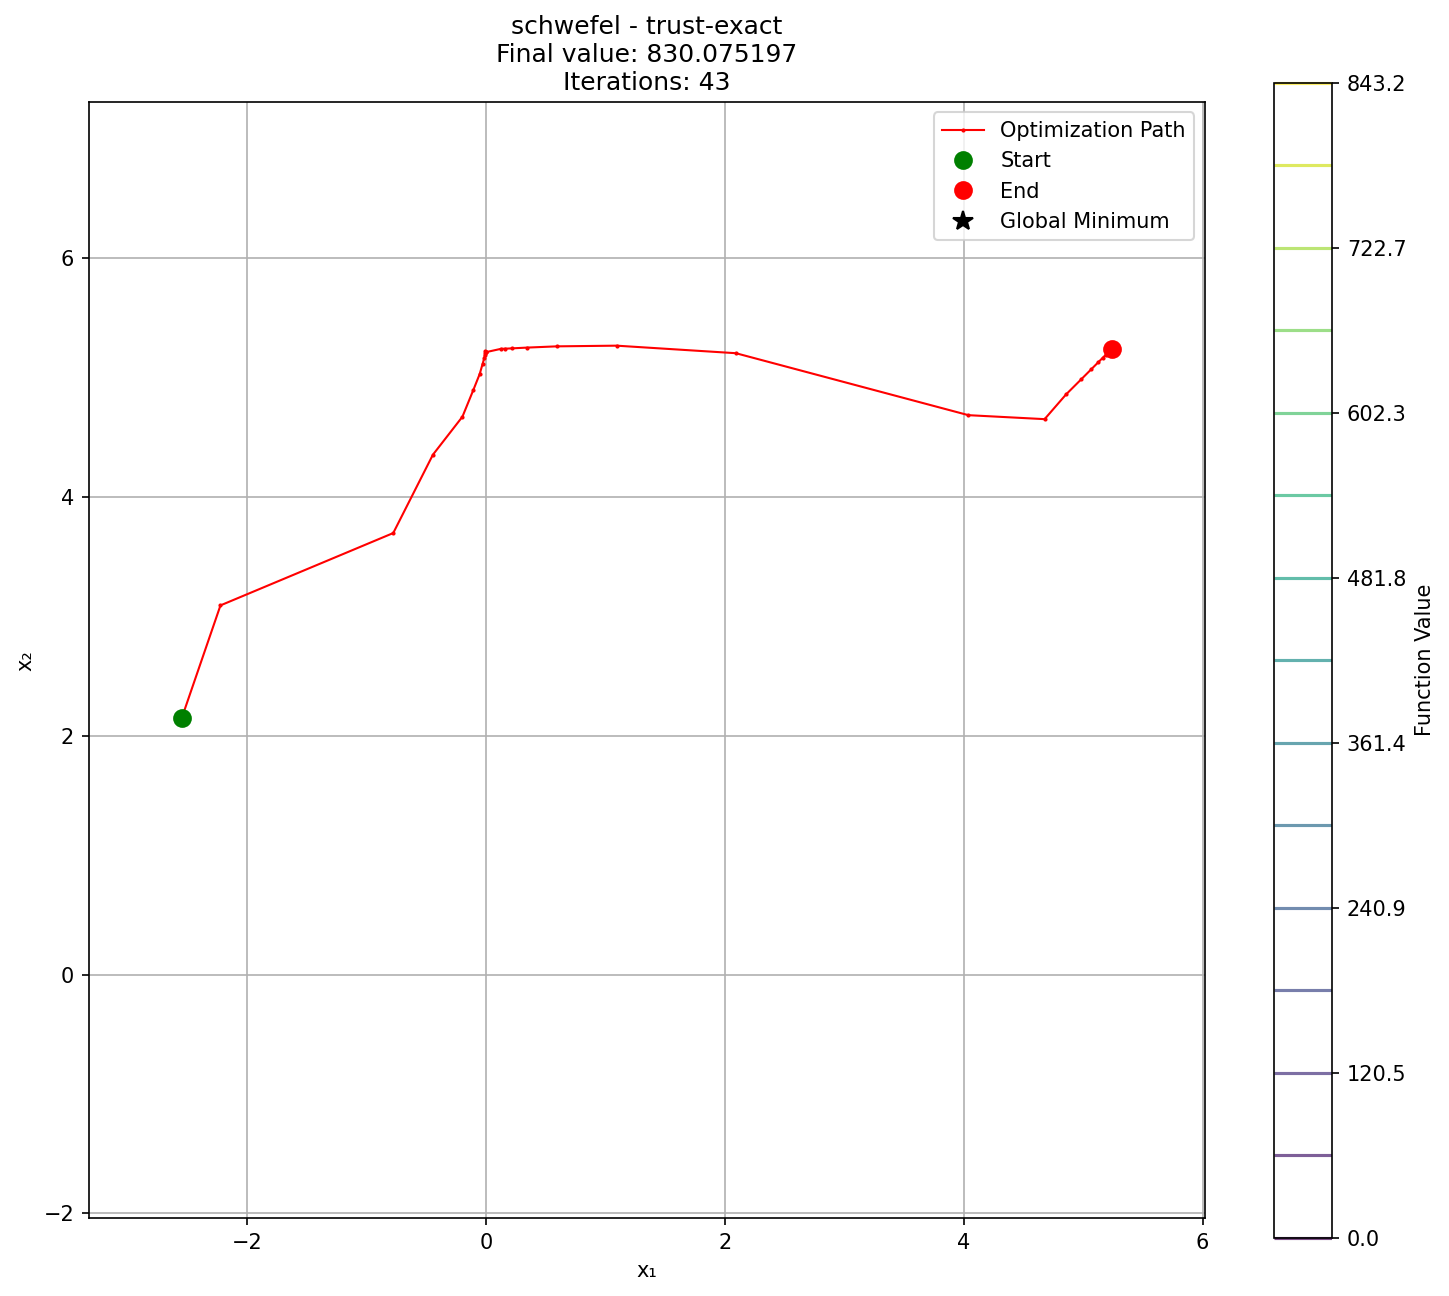 schwefel - trust-exact
Final value: 830.075197
Iterations: 43
Optimization Path
Start
End
Global Minimum
6
4
2
0
−2
x₂
−2
0
2
4
6
x₁
843.2
722.7
602.3
481.8
361.4
240.9
120.5
0.0
Function Value